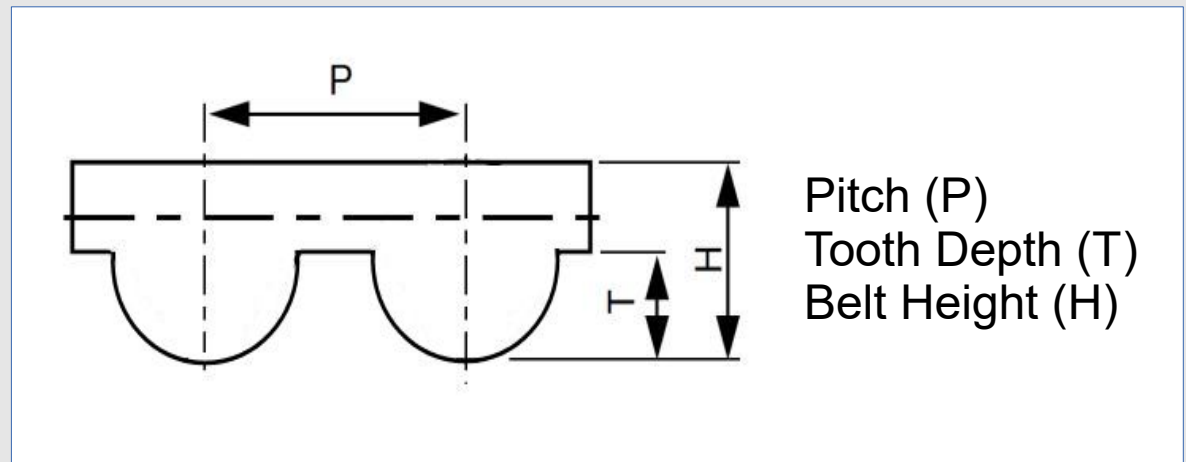 P
H
T
Pitch (P)
Tooth Depth (T)
Belt Height (H)